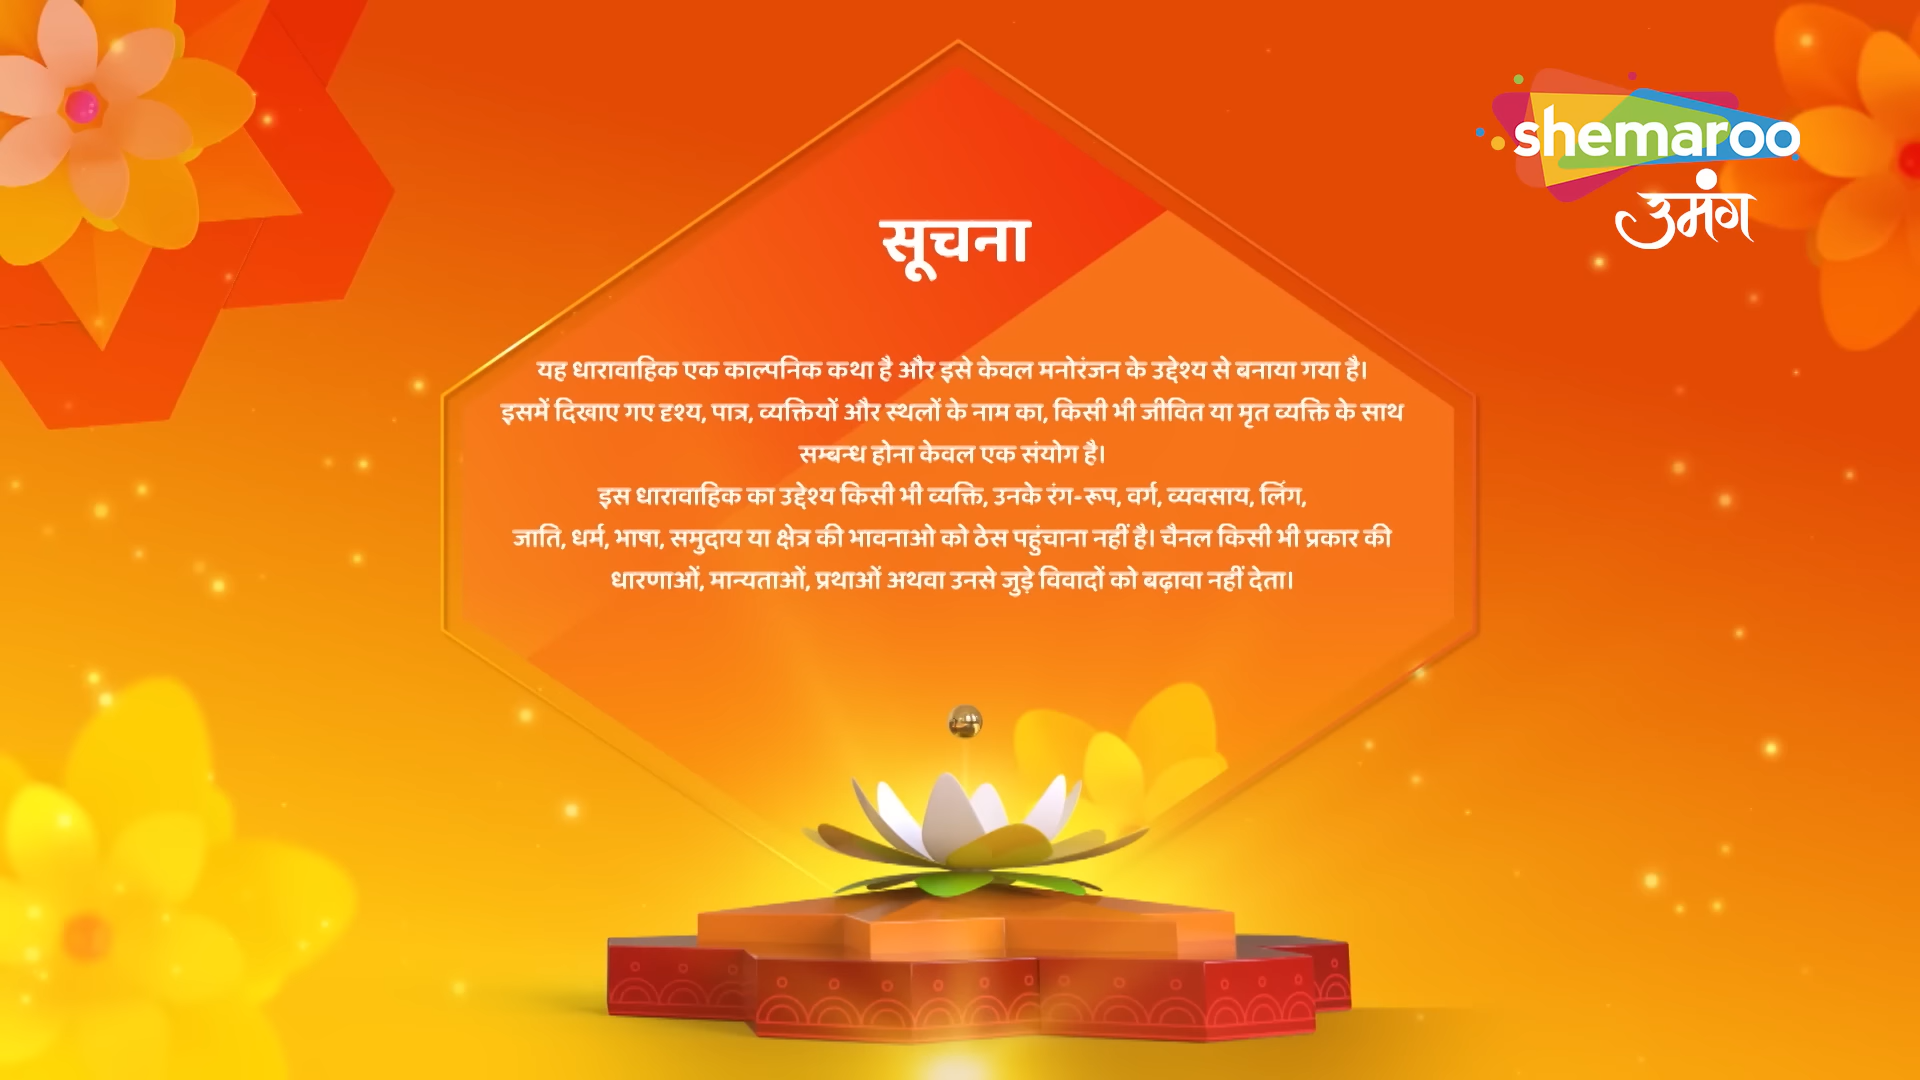 shemaroo
उमंग
सूचना
यह धारावाहिक एक काल्पनिक कथा है और इसे केवल मनोरंजन के उद्देश्य से बनाया गया है।
इसमें दिखाए गए दृश्य, पात्र, व्यक्तियों और स्थलों के नाम का, किसी भी जीवित या मृत व्यक्ति के साथ
सम्बन्ध होना केवल एक संयोग है।
इस धारावाहिक का उद्देश्य किसी भी व्यक्ति, उनके रंग-रूप, वर्ग, व्यवसाय, लिंग,
जाति, धर्म, भाषा, समुदाय या क्षेत्र की भावनाओ को ठेस पहुंचाना नहीं है। चैनल किसी भी प्रकार की
धारणाओं, मान्यताओं, प्रथाओं अथवा उनसे जुड़े विवादों को बढ़ावा नहीं देता।